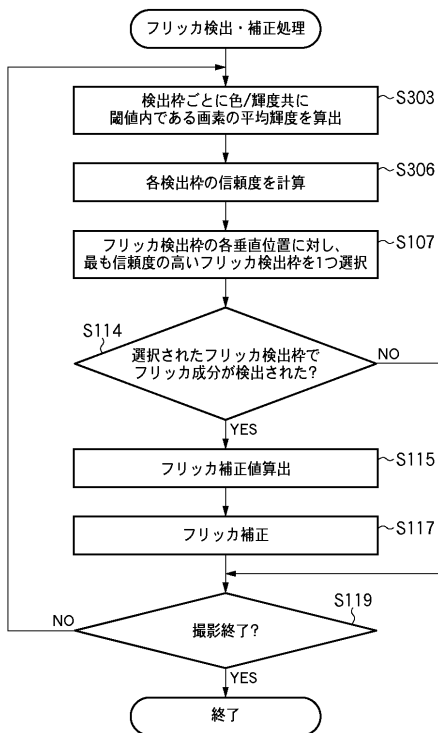 フリッカ検出・補正処理
検出枠ごとに色/輝度共に
閾値内である画素の平均輝度を算出
S303
各検出枠の信頼度を計算
S306
フリッカ検出枠の各垂直位置に対し、
最も信頼度の高いフリッカ検出枠を1つ選択
S107
S114
選択されたフリッカ検出枠で
フリッカ成分が検出された?
NO
YES
フリッカ補正値算出
S115
フリッカ補正
S117
S119
撮影終了?
NO
YES
終了